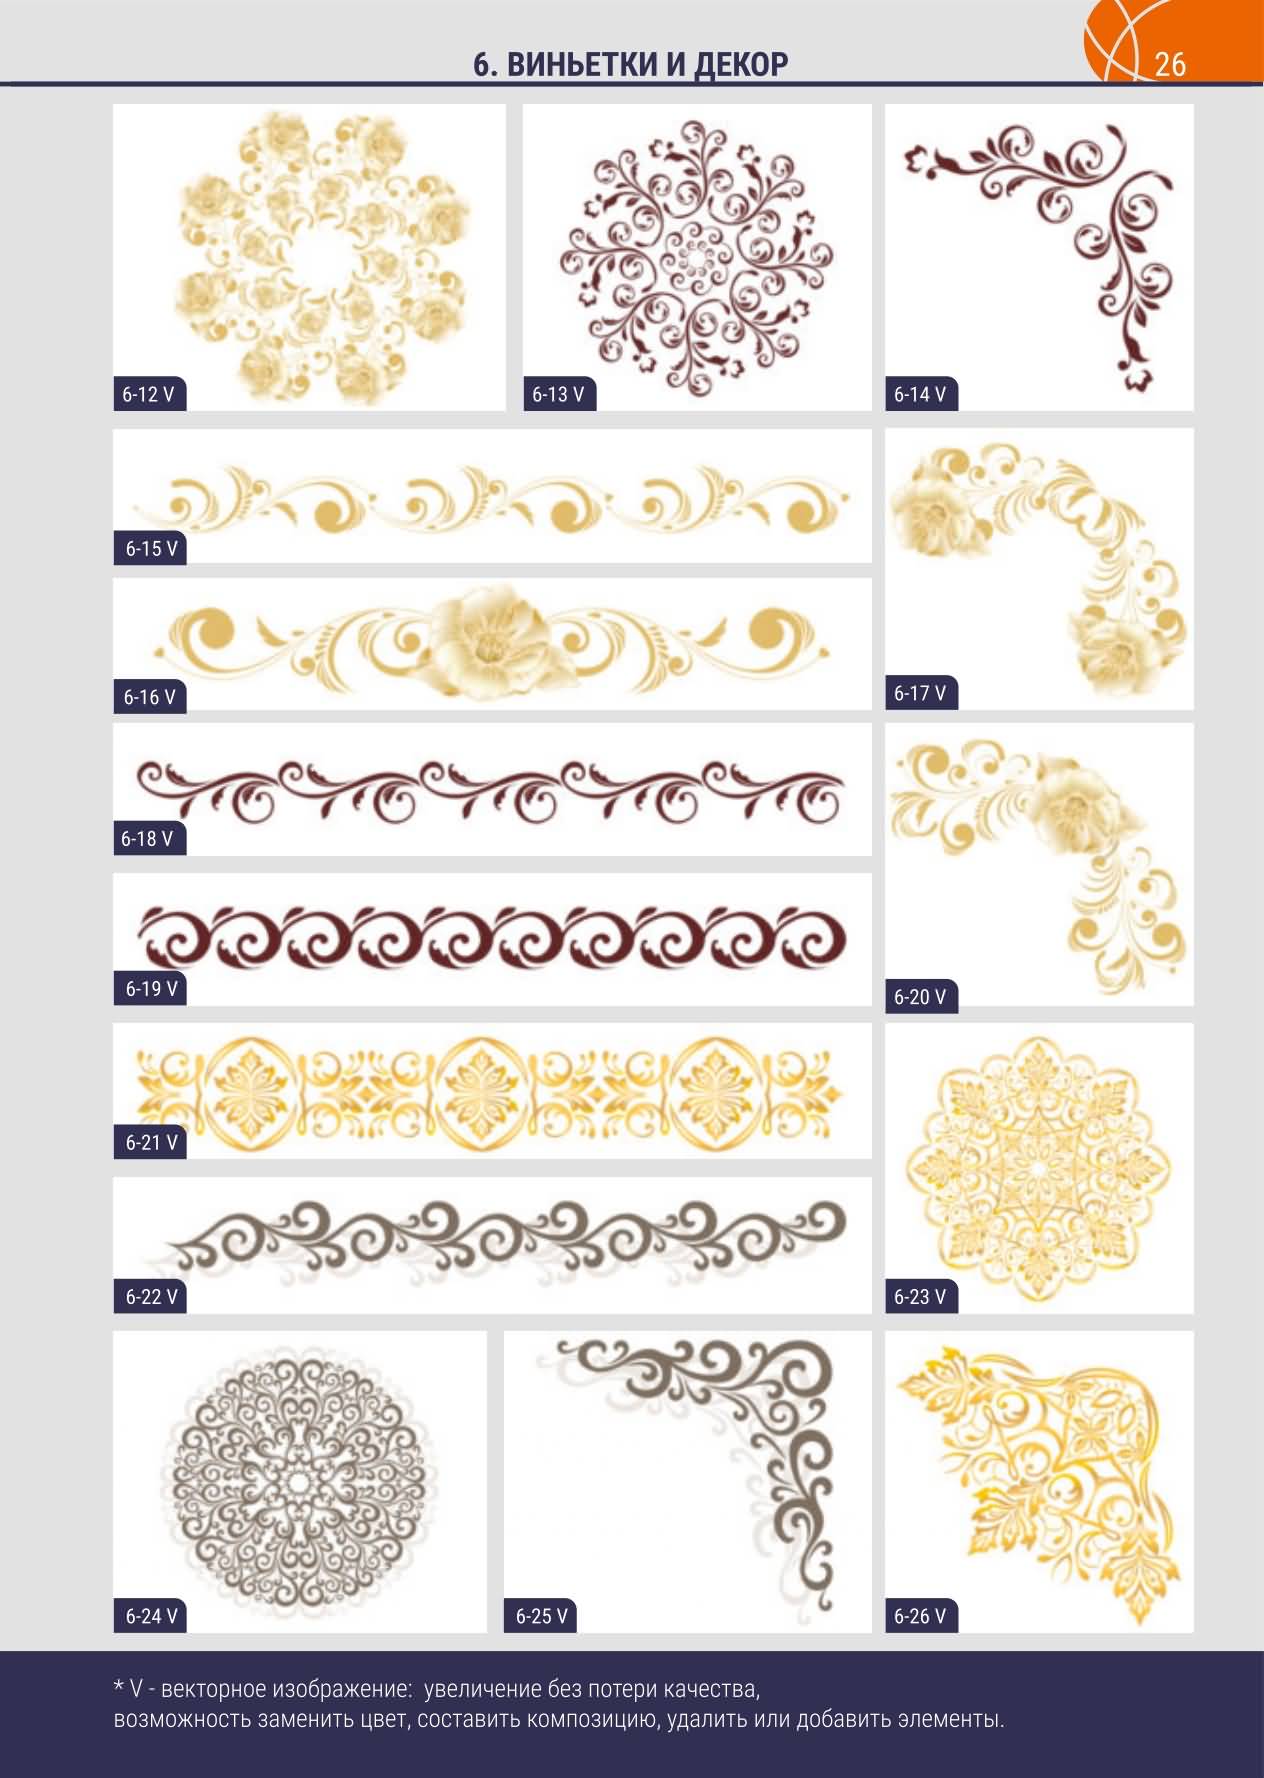 6. ВИНЬЕТКИ И ДЕКОР
26
6-12 V
6-13 V
6-14 V
6-15 V
6-16 V
6-17 V
6-18 V
6-19 V
6-20 V
6-21 V
6-22 V
6-23 V
6-24 V
6-25 V
6-26 V
* V - векторное изображение: увеличение без потери качества,
возможность заменить цвет, составить композицию, удалить или добавить элементы.